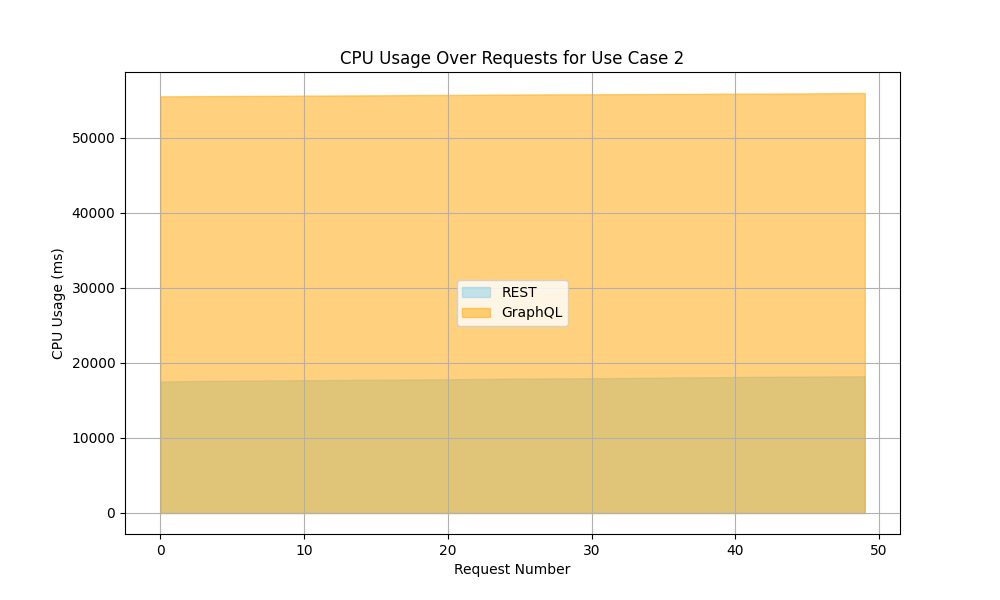 CPU Usage Over Requests for Use Case 2
CPU Usage (ms)
50000
40000
30000
20000
10000
0
REST
GraphQL
0 10 20 30 40 50
Request Number